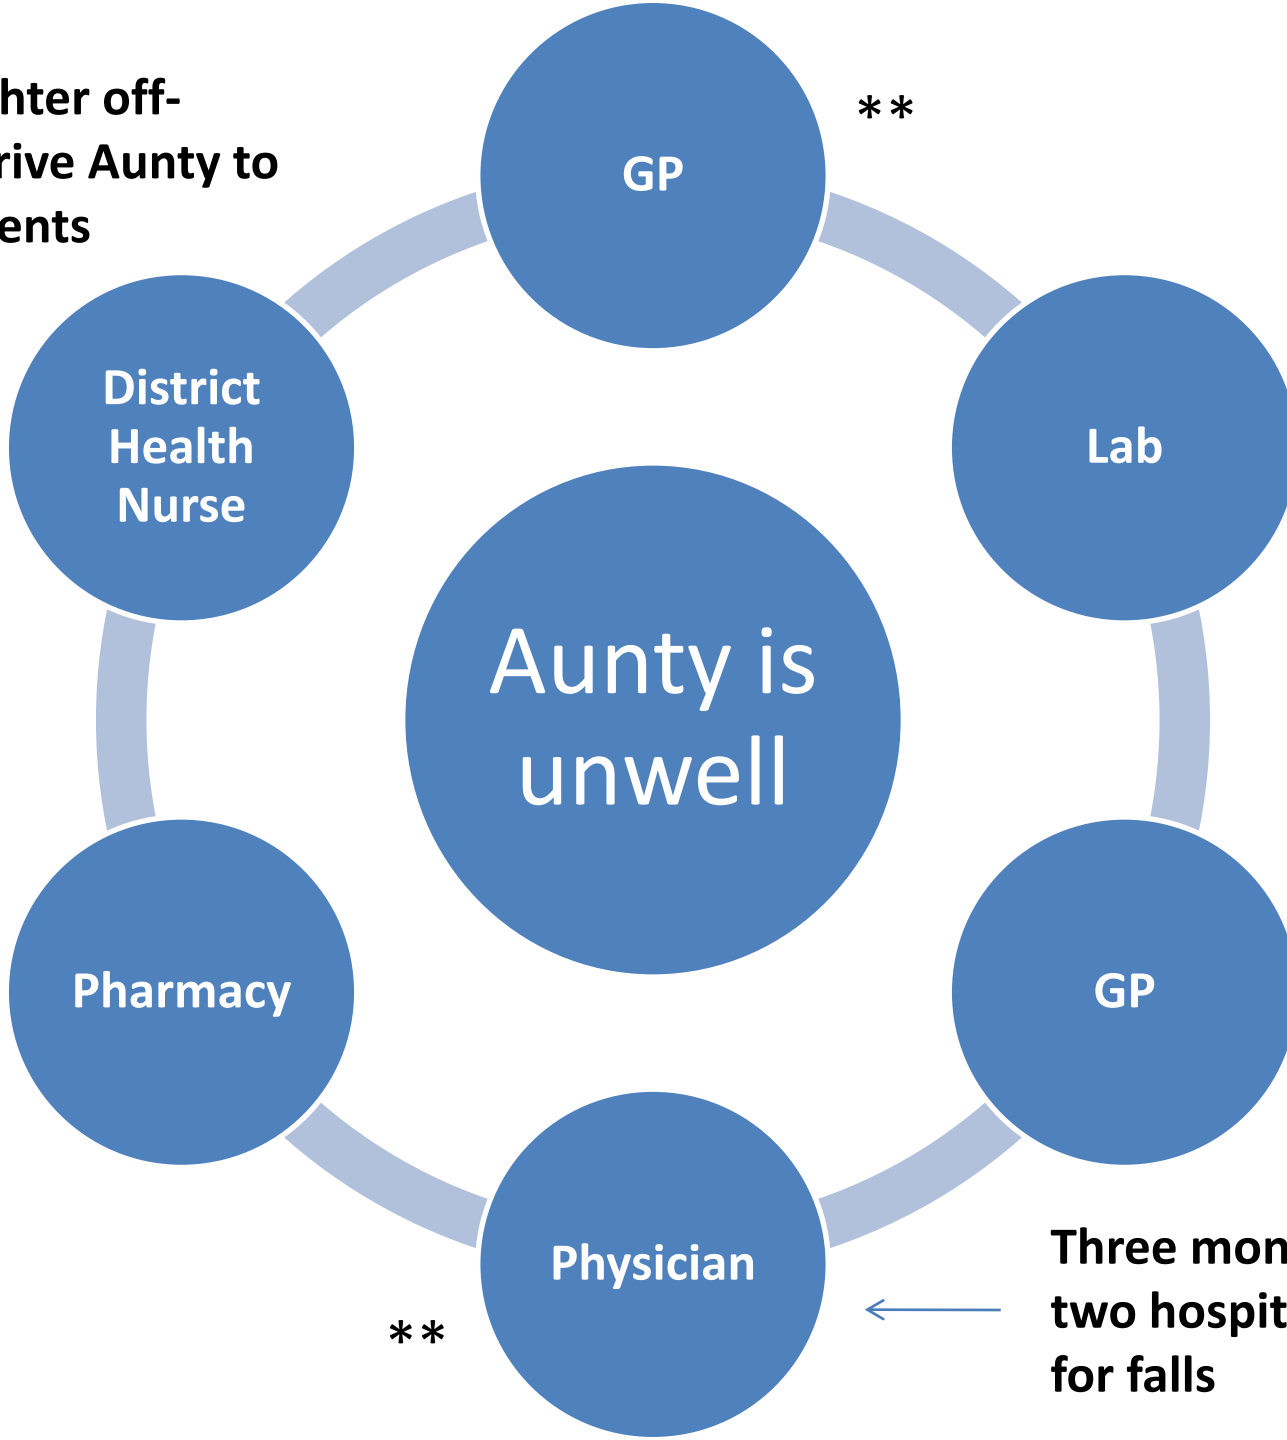 hter off-
rive Aunty to
ents
**
GP
District
Health
Nurse
Lab
Aunty is
unwell
Pharmacy
GP
Physician
**
Three mon
two hospit
for falls